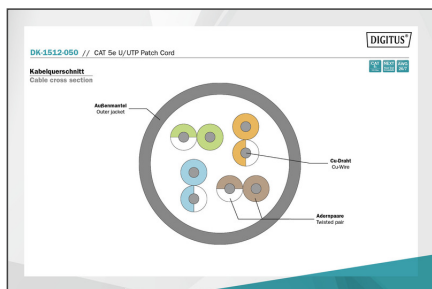 DIGITUS®
DK-1512-050 // CAT 5e U/UTP Patch Cord
Kabelquerschnitt
Cable cross section
Außenmantel
Outer jacket
Cu-Draht
Cu-Wire
Adernpaare
Twisted pair